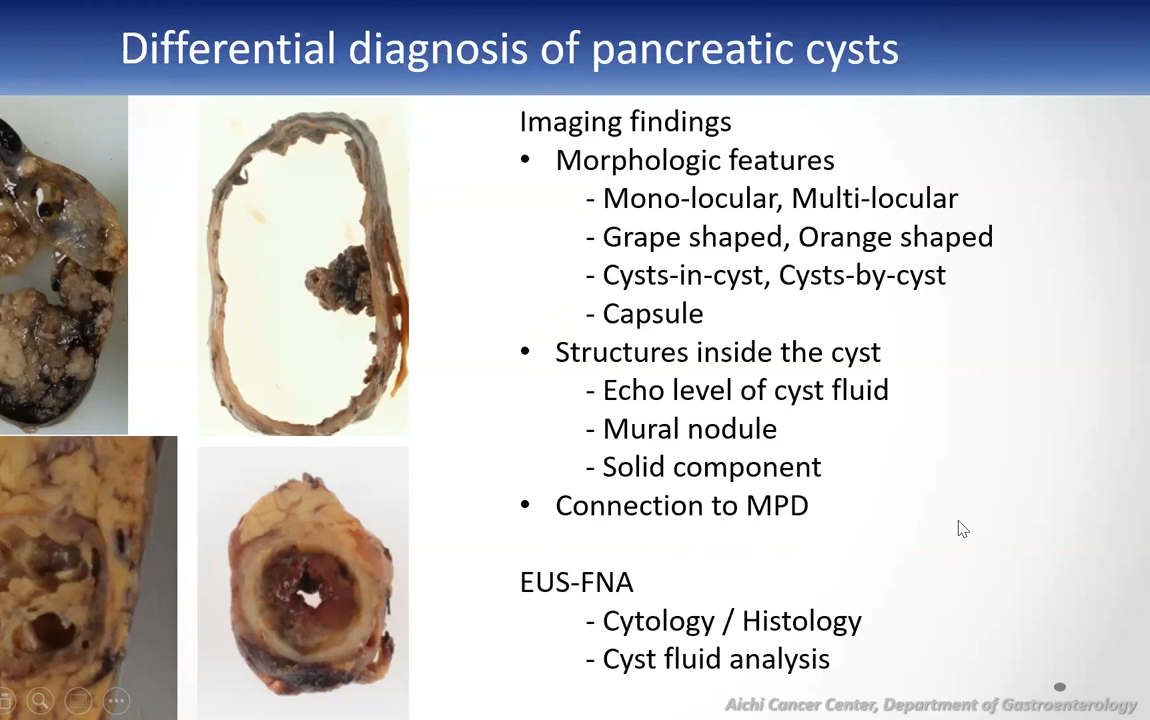 Differential diagnosis of pancreatic cysts
Imaging findings
• Morphologic features
- Mono-locular, Multi-locular
- Grape shaped, Orange shaped
- Cysts-in-cyst, Cysts-by-cyst
- Capsule
• Structures inside the cyst
- Echo level of cyst fluid
- Mural nodule
- Solid component
• Connection to MPD
EUS-FNA
- Cytology / Histology
- Cyst fluid analysis
Aichi Cancer Center, Department of Gastroenterology